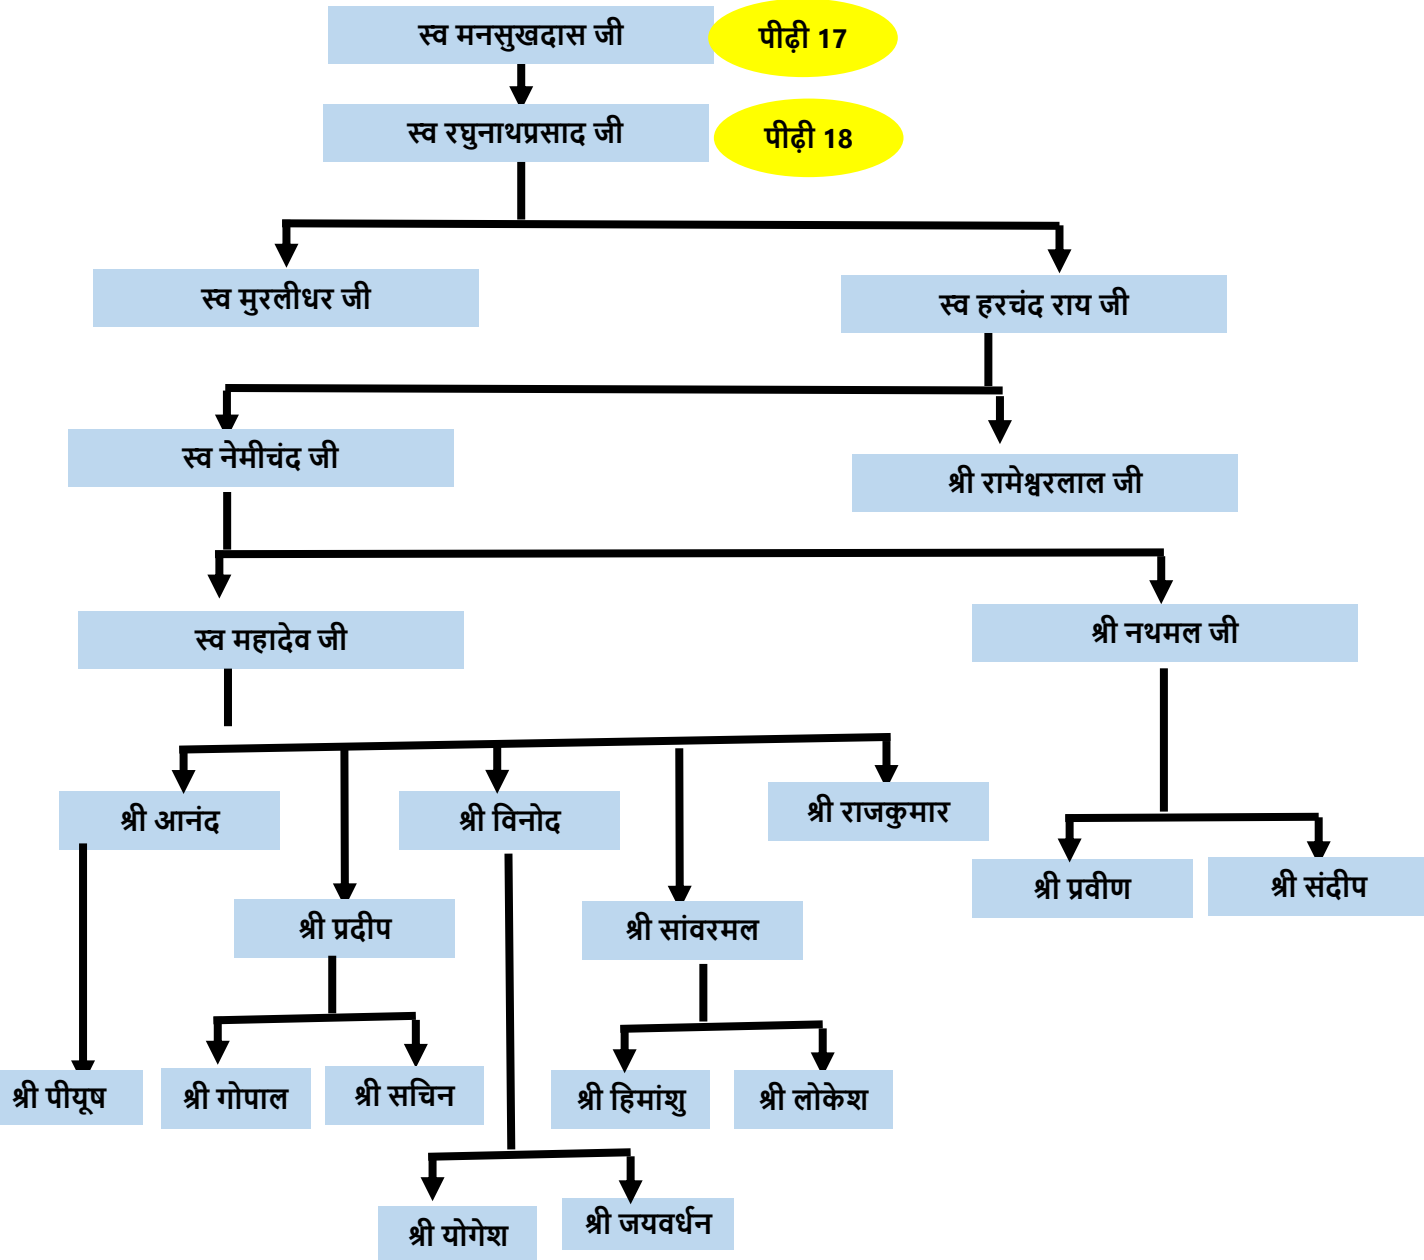 स्व मनसुखदास जी
पीढ़ी 17
स्व रघुनाथप्रसाद जी
पीढ़ी 18
स्व मुरलीधर जी
स्व हरचंद राय जी
स्व नेमीचंद जी
श्री रामेश्वरलाल जी
स्व महादेव जी
श्री नथमल जी
श्री आनंद
श्री विनोद
श्री राजकुमार
श्री प्रवीण
श्री संदीप
श्री प्रदीप
श्री सांवरमल
श्री पीयूष
श्री गोपाल
श्री सचिन
श्री हिमांशु
श्री लोकेश
श्री योगेश
श्री जयवर्धन